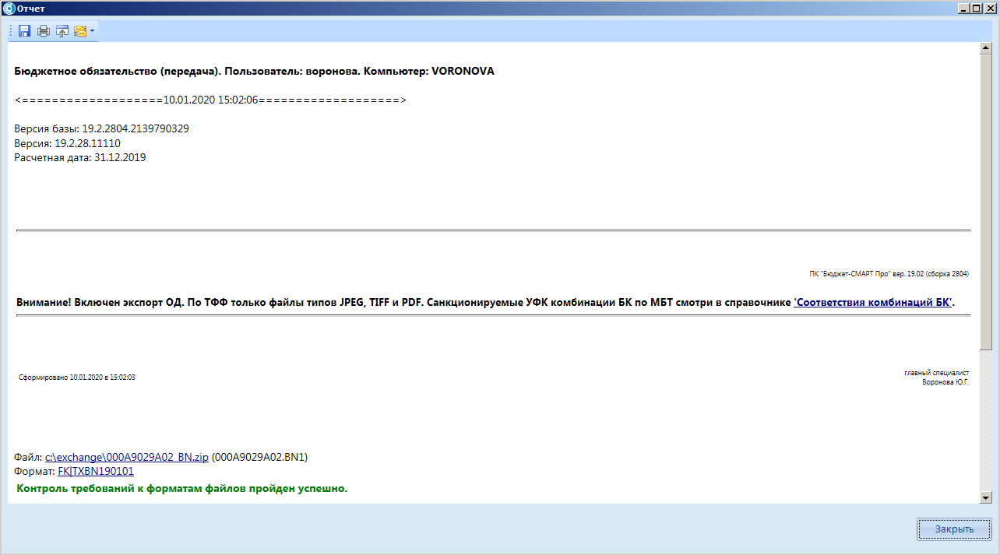 Отчет
Бюджетное обязательство (передача). Пользователь: воронова. Компьютер: VORONOVA
<===================10.01.2020 15:02:06===================>
Версия базы: 19.2.2804.2139790329
Версия: 19.2.28.11110
Расчетная дата: 31.12.2019
ПК "Бюджет-СМАРТ Про" вер. 19.02 (сборка 2804)
Внимание! Включен экспорт ОД. По ТФФ только файлы типов JPEG, TIFF и PDF. Санкционируемые УФК комбинации БК по МБТ смотри в справочнике 'Соответствия комбинаций БК'.
Сформировано 10.01.2020 в 15:02:03
главный специалист
Воронова Ю.Г.
Файл: c:\exchange\000A9029A02_BN.zip (000A9029A02.BN1)
Формат: FK|TXBN190101
Контроль требований к форматам файлов пройден успешно.
Закрыть